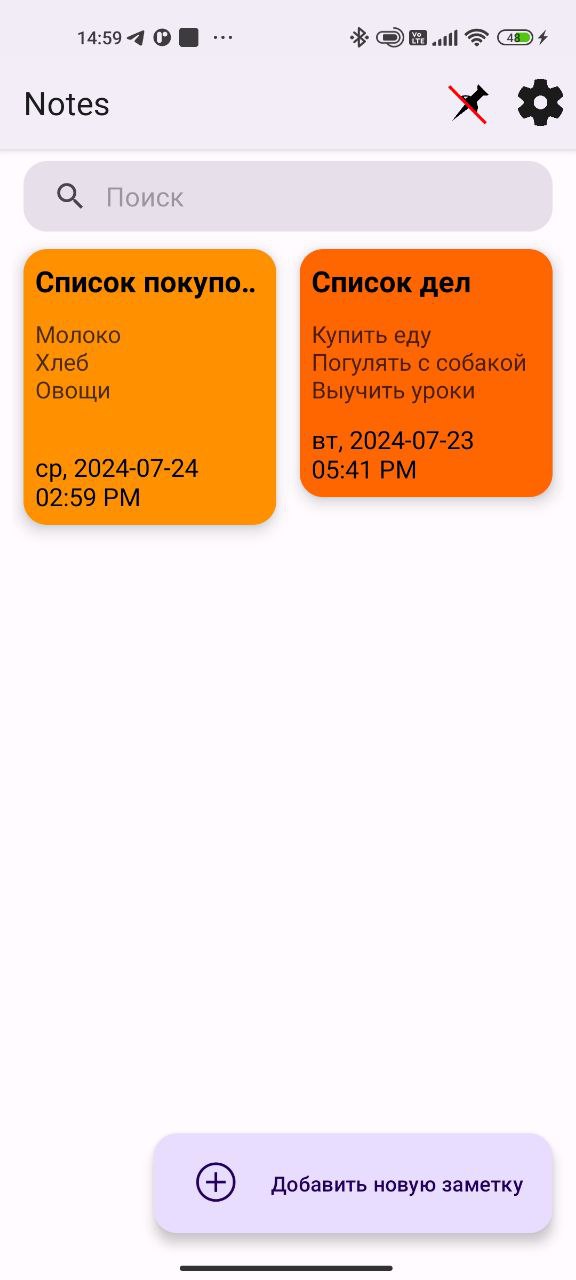 14:59
Vo LTE
48
Notes
Поиск
Список покупо..
Молоко
Хлеб
Овощи
ср, 2024-07-24
02:59 PM
Список дел
Купить еду
Погулять с собакой
Выучить уроки
вт, 2024-07-23
05:41 PM
Добавить новую заметку